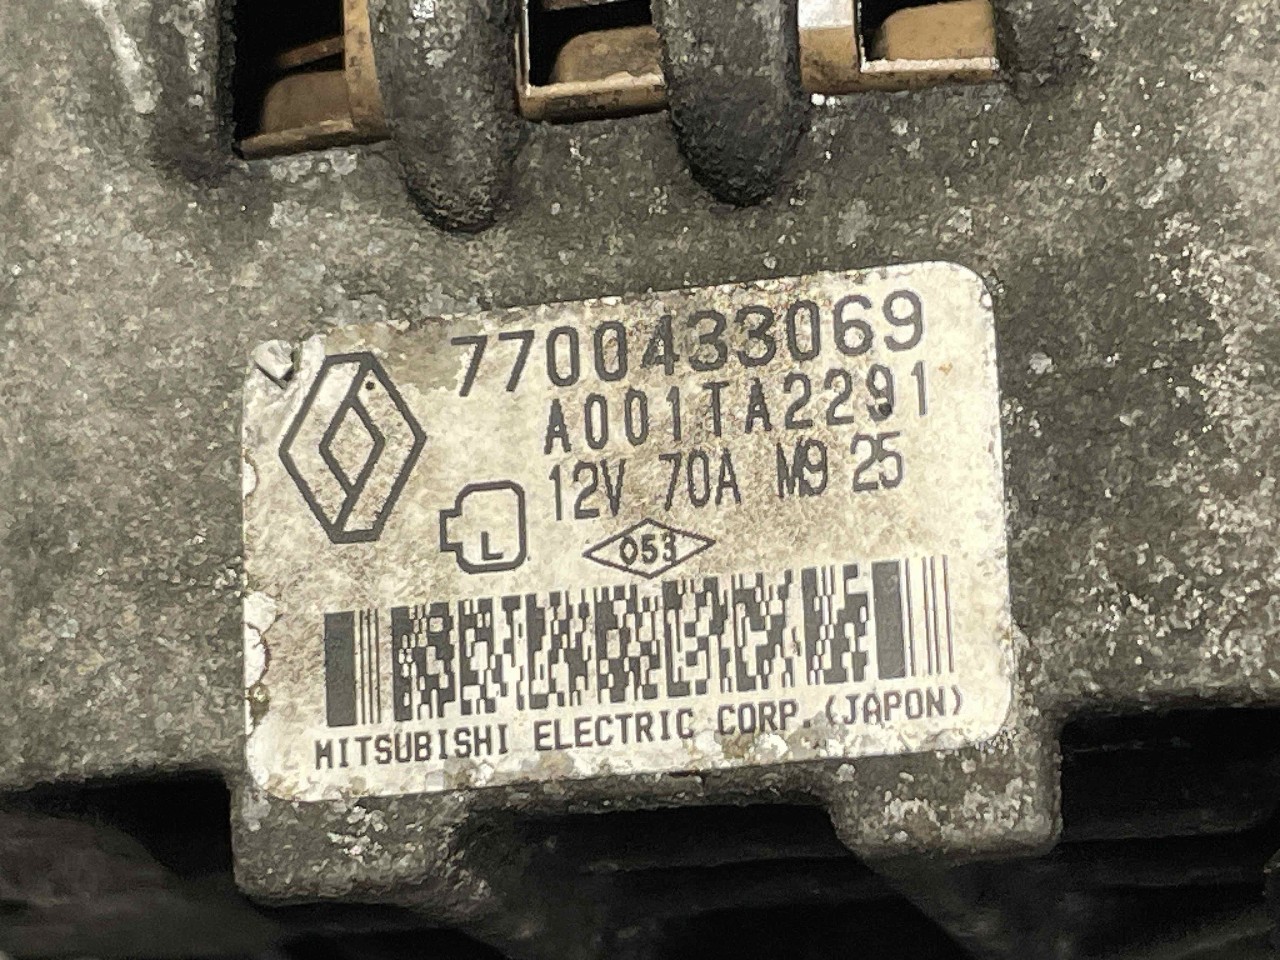 7700433069
A001TA2291
12V 70A M9 25
L
053
MITSUBISHI ELECTRIC CORP. (JAPON)